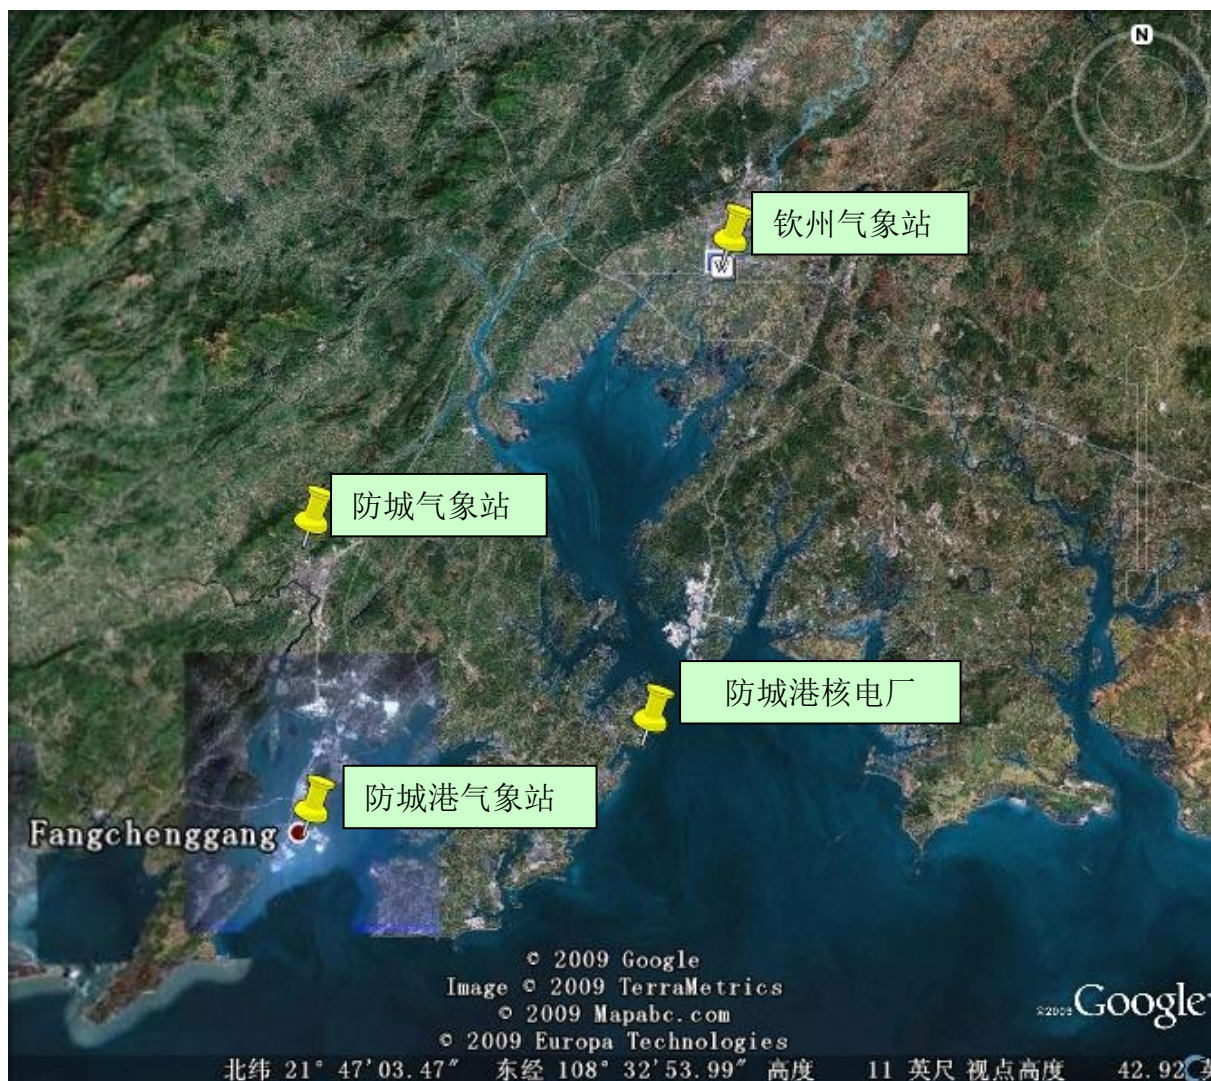 N
钦州气象站
W
防城气象站
防城港核电厂
防城港气象站
Fangchenggang
© 2009 Google
Image © 2009 TerraMetrics
© 2009 Mapabc.com
© 2009 Europa Technologies
©2009 Google
北纬 21° 47'03.47" 东经 108° 32'53.99" 高度 11 英尺 视点高度 42.92